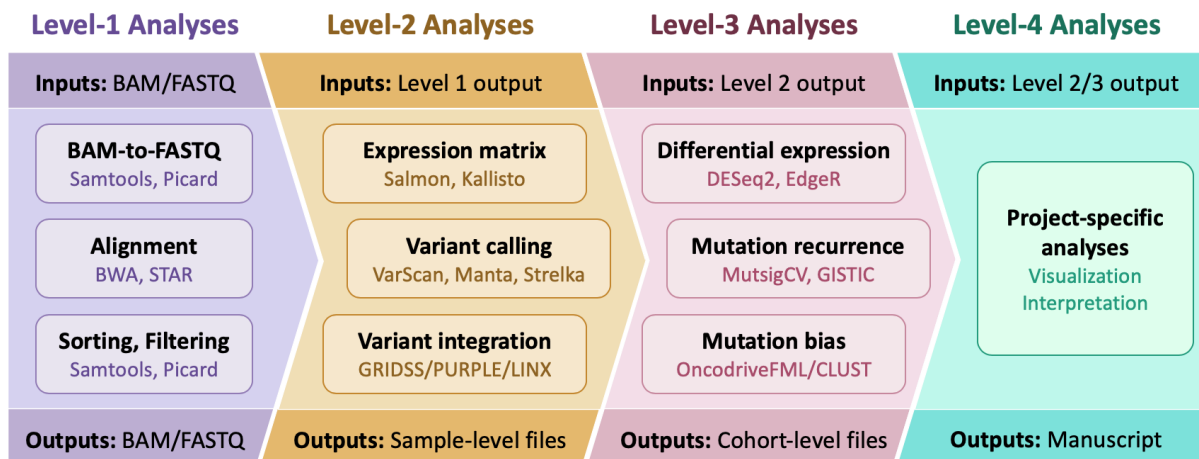 Level-1 Analyses
Level-2 Analyses
Level-3 Analyses
Level-4 Analyses
Inputs: BAM/FASTQ
Inputs: Level 1 output
Inputs: Level 2 output
Inputs: Level 2/3 output
BAM-to-FASTQ
Samtools, Picard
Alignment
BWA, STAR
Sorting, Filtering
Samtools, Picard
Expression matrix
Salmon, Kallisto
Variant calling
VarScan, Manta, Strelka
Variant integration
GRIDSS/PURPLE/LINX
Differential expression
DESeq2, EdgeR
Mutation recurrence
MutsigCV, GISTIC
Mutation bias
OncodriveFML/CLUST
Project-specific
analyses
Visualization
Interpretation
Outputs: BAM/FASTQ
Outputs: Sample-level files
Outputs: Cohort-level files
Outputs: Manuscript